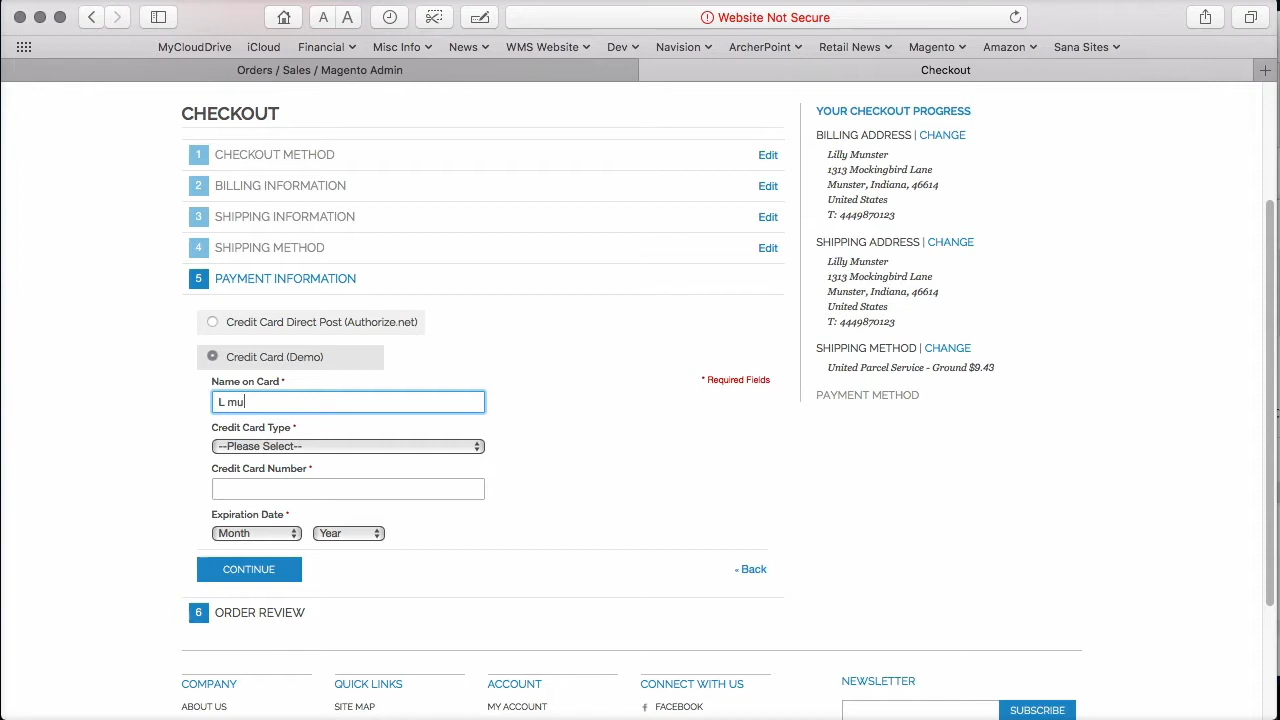 A A
Website Not Secure
MyCloudDrive iCloud Financial Misc Info News WMS Website Dev Navision ArcherPoint Retail News Magento Amazon Sana Sites
Orders / Sales / Magento Admin
Checkout
CHECKOUT
1 CHECKOUT METHOD Edit
2 BILLING INFORMATION Edit
3 SHIPPING INFORMATION Edit
4 SHIPPING METHOD Edit
5 PAYMENT INFORMATION
Credit Card Direct Post (Authorize.net)
Credit Card (Demo)
Name on Card *
* Required Fields
L mu
Credit Card Type *
--Please Select--
Credit Card Number *
Expiration Date *
Month Year
CONTINUE
« Back
6 ORDER REVIEW
YOUR CHECKOUT PROGRESS
BILLING ADDRESS | CHANGE
Lilly Munster
1313 Mockingbird Lane
Munster, Indiana, 46614
United States
T: 4449870123
SHIPPING ADDRESS | CHANGE
Lilly Munster
1313 Mockingbird Lane
Munster, Indiana, 46614
United States
T: 4449870123
SHIPPING METHOD | CHANGE
United Parcel Service - Ground $9.43
PAYMENT METHOD
COMPANY
ABOUT US
QUICK LINKS
SITE MAP
ACCOUNT
MY ACCOUNT
CONNECT WITH US
FACEBOOK
NEWSLETTER
SUBSCRIBE